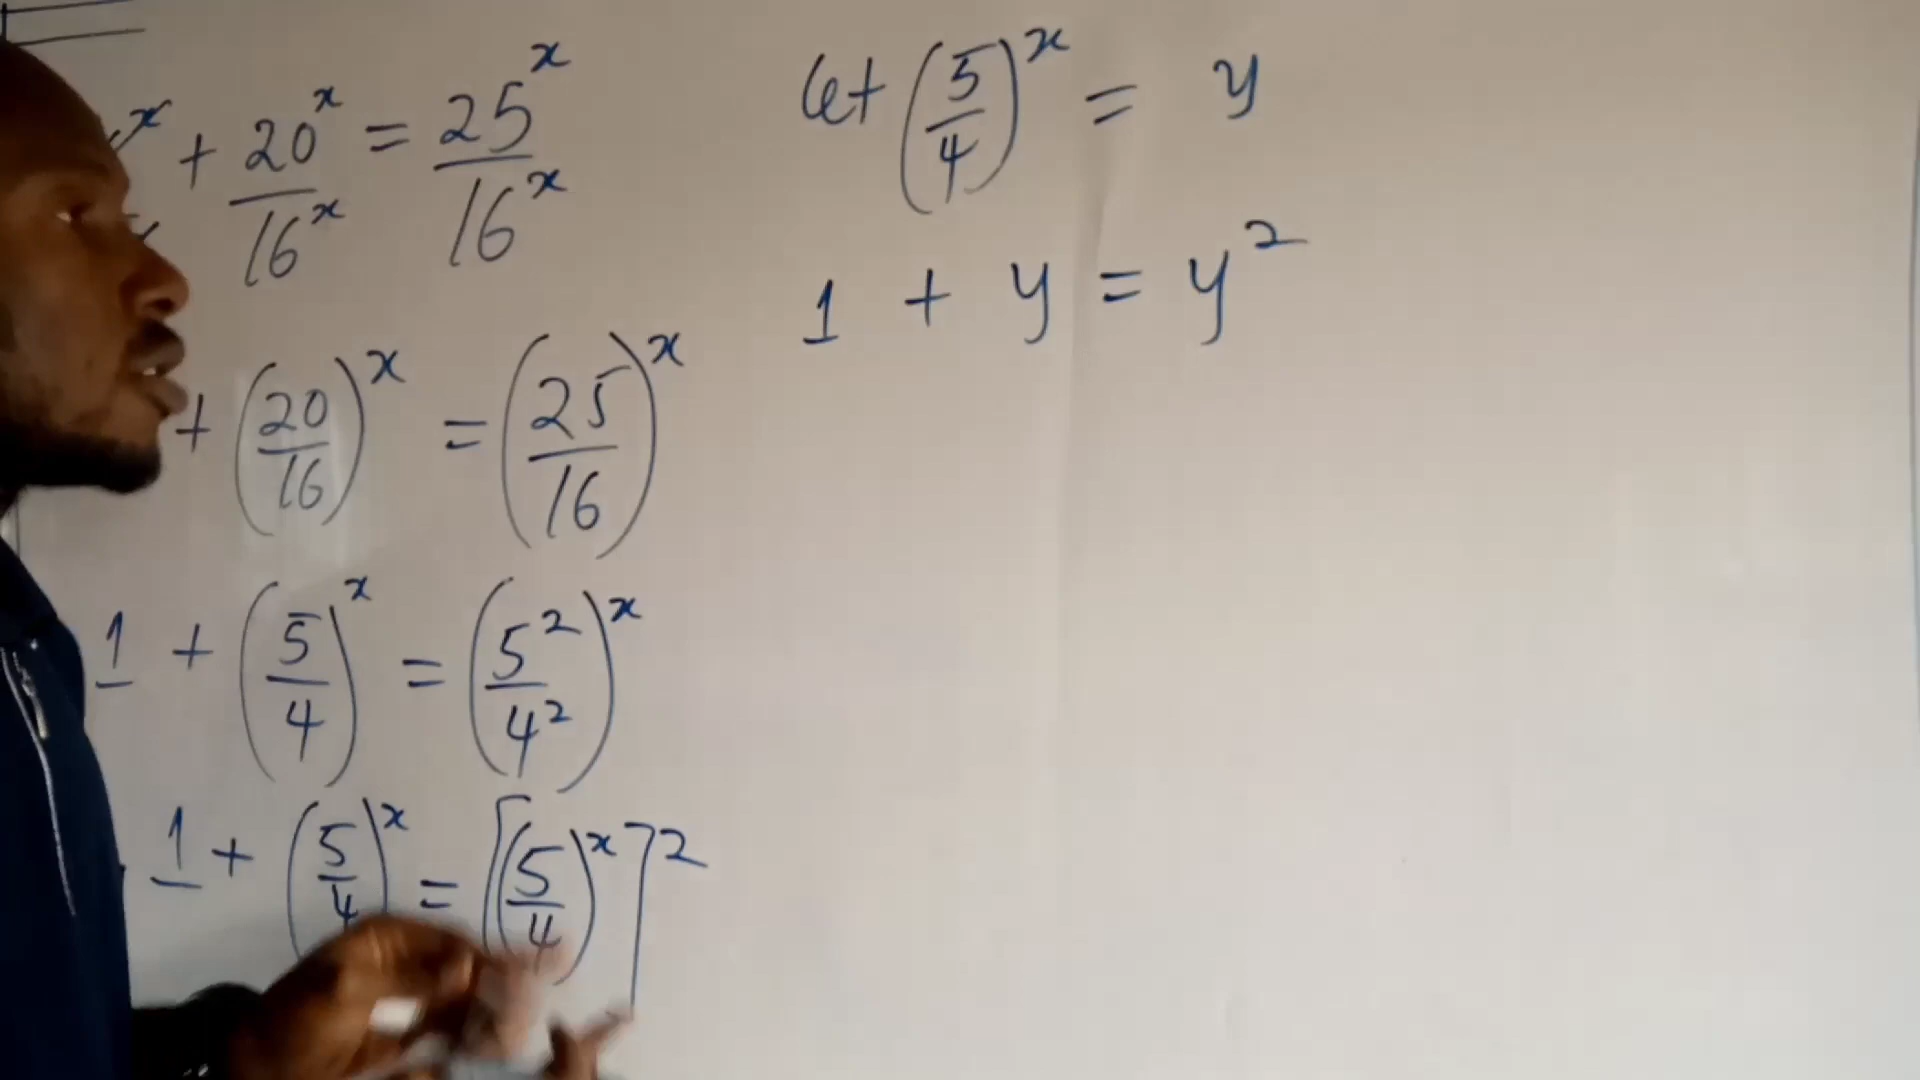 x + 20^x/16^x = 25^x/16^x
+ (20/16)^x = (25/16)^x
1 + (5/4)^x = (5^2/4^2)^x
1 + (5/4)^x = [(5/4)^x]^2
let (5/4)^x = y
1 + y = y^2